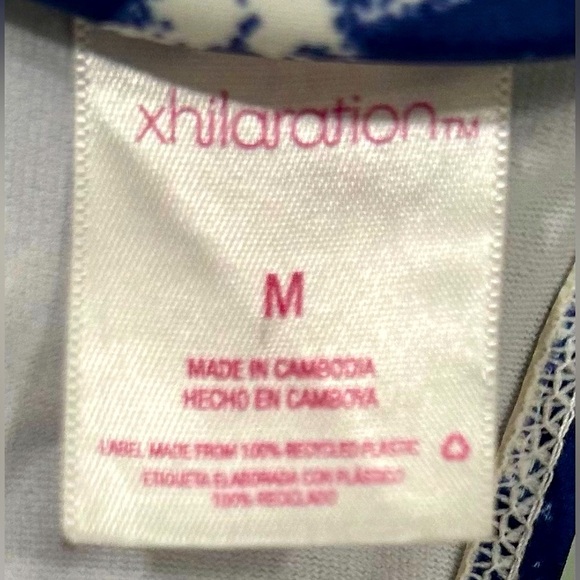 xhilaration™
M
MADE IN CAMBODIA
HECHO EN CAMBOYA
LABEL MADE FROM 100% RECYCLED PLASTIC
ETIQUETA ELABORADA CON PLÁSTICO
100% RECICLADO